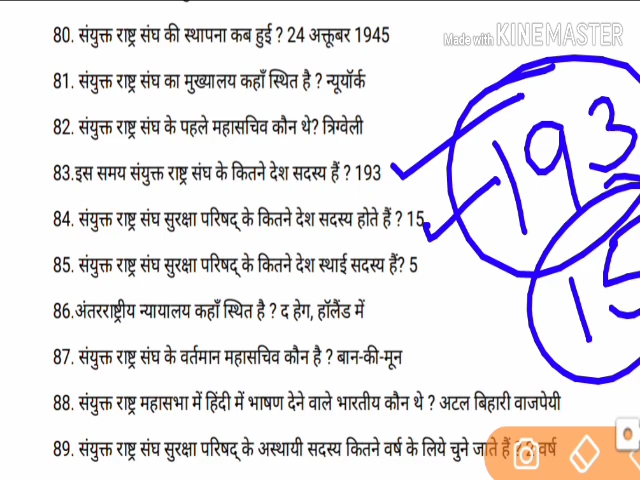 80. संयुक्त राष्ट्र संघ की स्थापना कब हुई ? 24 अक्टूबर 1945
Made with KINEMASTER
81. संयुक्त राष्ट्र संघ का मुख्यालय कहाँ स्थित है ? न्यूयॉर्क
82. संयुक्त राष्ट्र संघ के पहले महासचिव कौन थे? त्रिग्वेली
193
83.इस समय संयुक्त राष्ट्र संघ के कितने देश सदस्य हैं ? 193
84. संयुक्त राष्ट्र संघ सुरक्षा परिषद् के कितने देश सदस्य होते हैं ? 15
85. संयुक्त राष्ट्र संघ सुरक्षा परिषद् के कितने देश स्थाई सदस्य हैं? 5
15
86.अंतरराष्ट्रीय न्यायालय कहाँ स्थित है ? द हेग, हॉलैंड में
87. संयुक्त राष्ट्र संघ के वर्तमान महासचिव कौन है ? बान-की-मून
88. संयुक्त राष्ट्र महासभा में हिंदी में भाषण देने वाले भारतीय कौन थे ? अटल बिहारी वाजपेयी
89. संयुक्त राष्ट्र संघ सुरक्षा परिषद् के अस्थायी सदस्य कितने वर्ष के लिये चुने जाते हैं ? 2 वर्ष